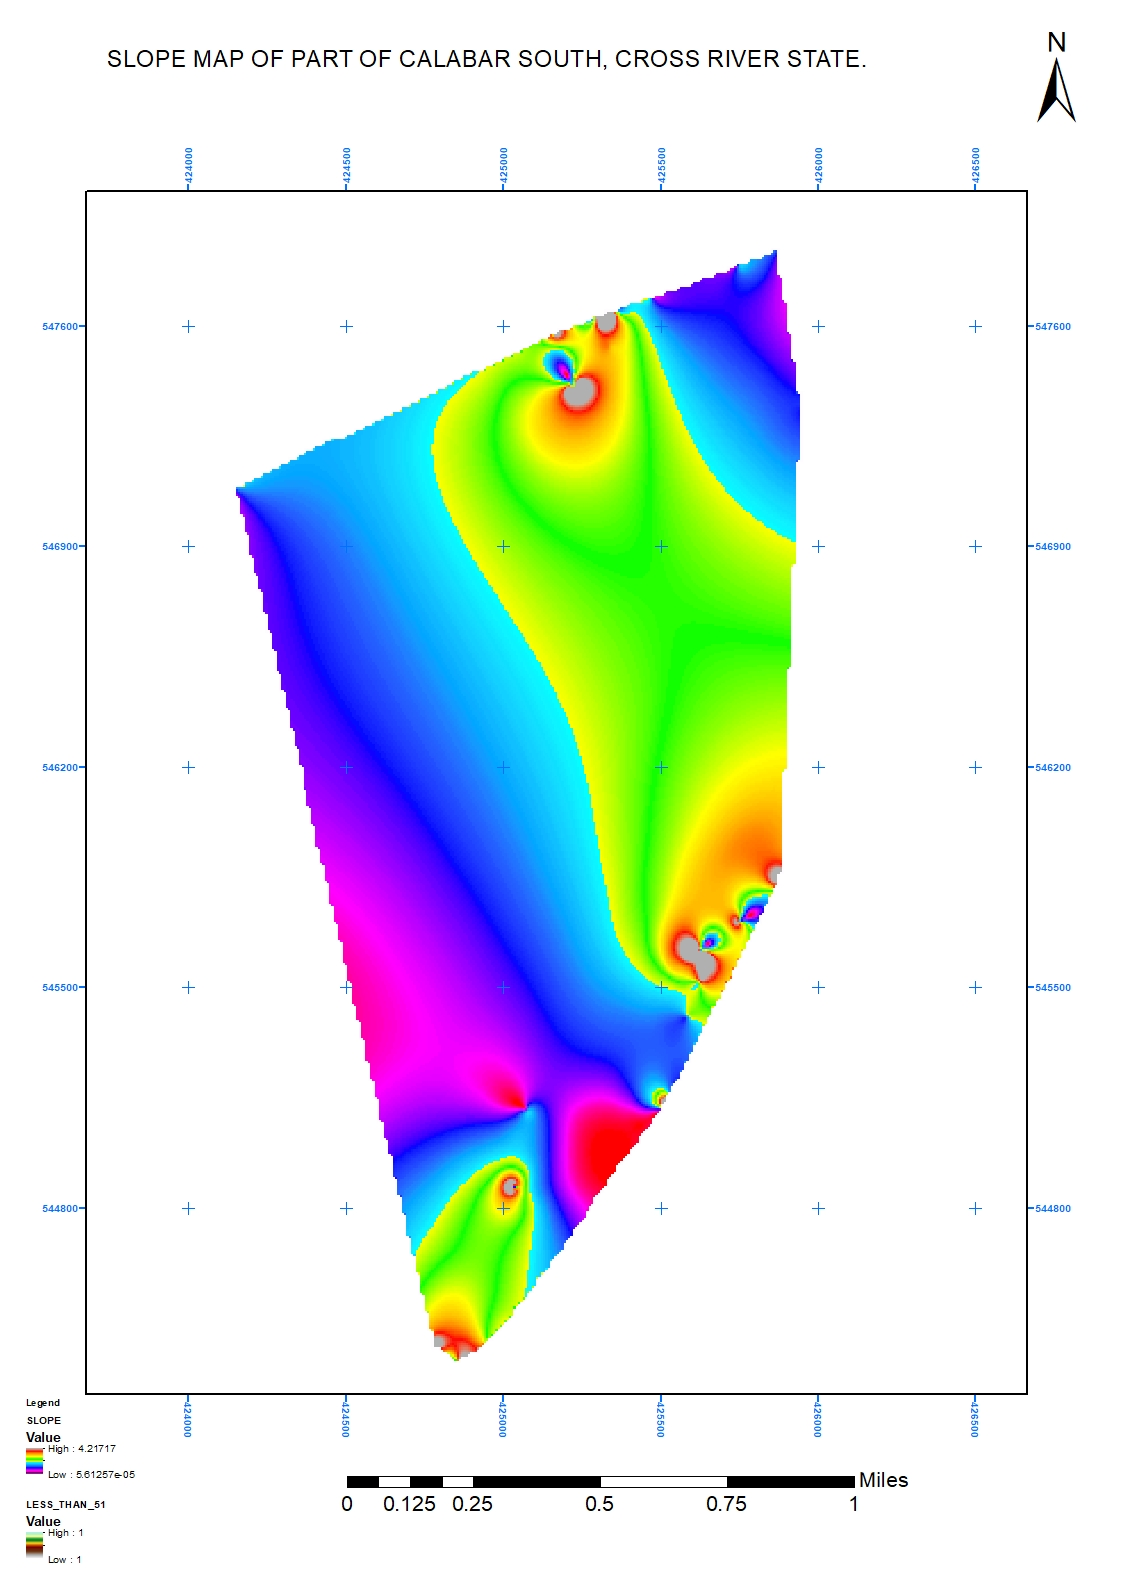 SLOPE MAP OF PART OF CALABAR SOUTH, CROSS RIVER STATE.
N
424000 424500 425000 425500 426000 426500
547600 547600
546900 546900
546200 546200
545500 545500
544800 544800
424000 424500 425000 425500 426000 426500
Legend
SLOPE
Value
High : 4.21717
Low : 5.61257e-05
LESS_THAN_51
Value
High : 1
Low : 1
Miles
0 0.125 0.25 0.5 0.75 1